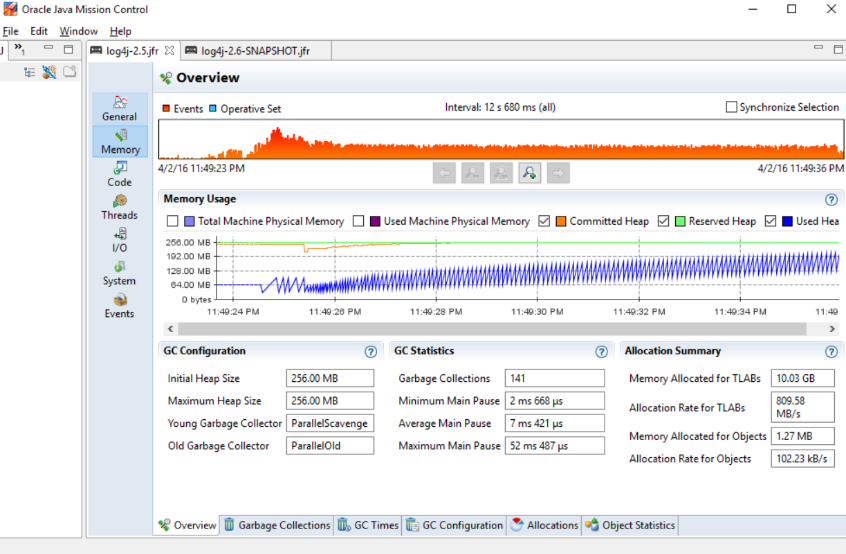 Oracle Java Mission Control
File Edit Window Help
J »1 log4j-2.5.jfr log4j-2.6-SNAPSHOT.jfr
Overview
General
Memory
Code
Threads
I/O
System
Events
Events Operative Set Interval: 12 s 680 ms (all) Synchronize Selection
4/2/16 11:49:23 PM 4/2/16 11:49:36 PM
Memory Usage
Total Machine Physical Memory Used Machine Physical Memory Committed Heap Reserved Heap Used Hea
256.00 MB
192.00 MB
128.00 MB
64.00 MB
0 bytes
11:49:24 PM 11:49:26 PM 11:49:28 PM 11:49:30 PM 11:49:32 PM 11:49:34 PM 11:49
GC Configuration
Initial Heap Size 256.00 MB
Maximum Heap Size 256.00 MB
Young Garbage Collector ParallelScavenge
Old Garbage Collector ParallelOld
GC Statistics
Garbage Collections 141
Minimum Main Pause 2 ms 668 µs
Average Main Pause 7 ms 421 µs
Maximum Main Pause 52 ms 487 µs
Allocation Summary
Memory Allocated for TLABs 10.03 GB
Allocation Rate for TLABs 809.58 
MB/s
Memory Allocated for Objects 1.27 MB
Allocation Rate for Objects 102.23 kB/s
Overview Garbage Collections GC Times GC Configuration Allocations Object Statistics